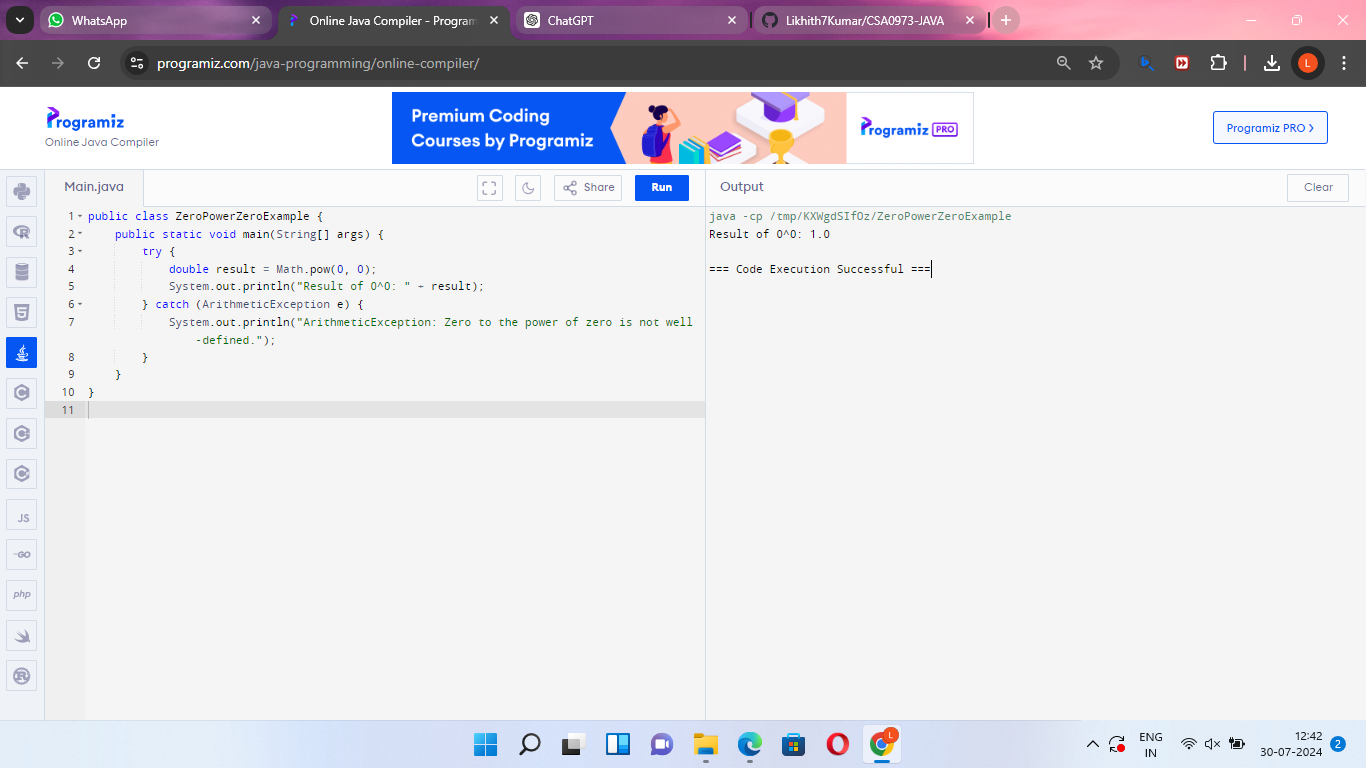 WhatsApp
Online Java Compiler - Program
ChatGPT
Likhith7Kumar/CSA0973-JAVA
programiz.com/java-programming/online-compiler/
L
Programiz
Online Java Compiler
Premium Coding
Courses by Programiz
Programiz PRO
Programiz PRO
Main.java
Share
Run
Output
Clear
1 public class ZeroPowerZeroExample {
2 public static void main(String[] args) {
3 try {
4 double result = Math.pow(0, 0);
5 System.out.println("Result of 0^0: " + result);
6 } catch (ArithmeticException e) {
7 System.out.println("ArithmeticException: Zero to the power of zero is not well
-defined.");
8 }
9 }
10 }
11
java -cp /tmp/KXWgdSIfOz/ZeroPowerZeroExample
Result of 0^0: 1.0
=== Code Execution Successful ===
JS
GO
php
L
ENG
IN
12:42
30-07-2024
2